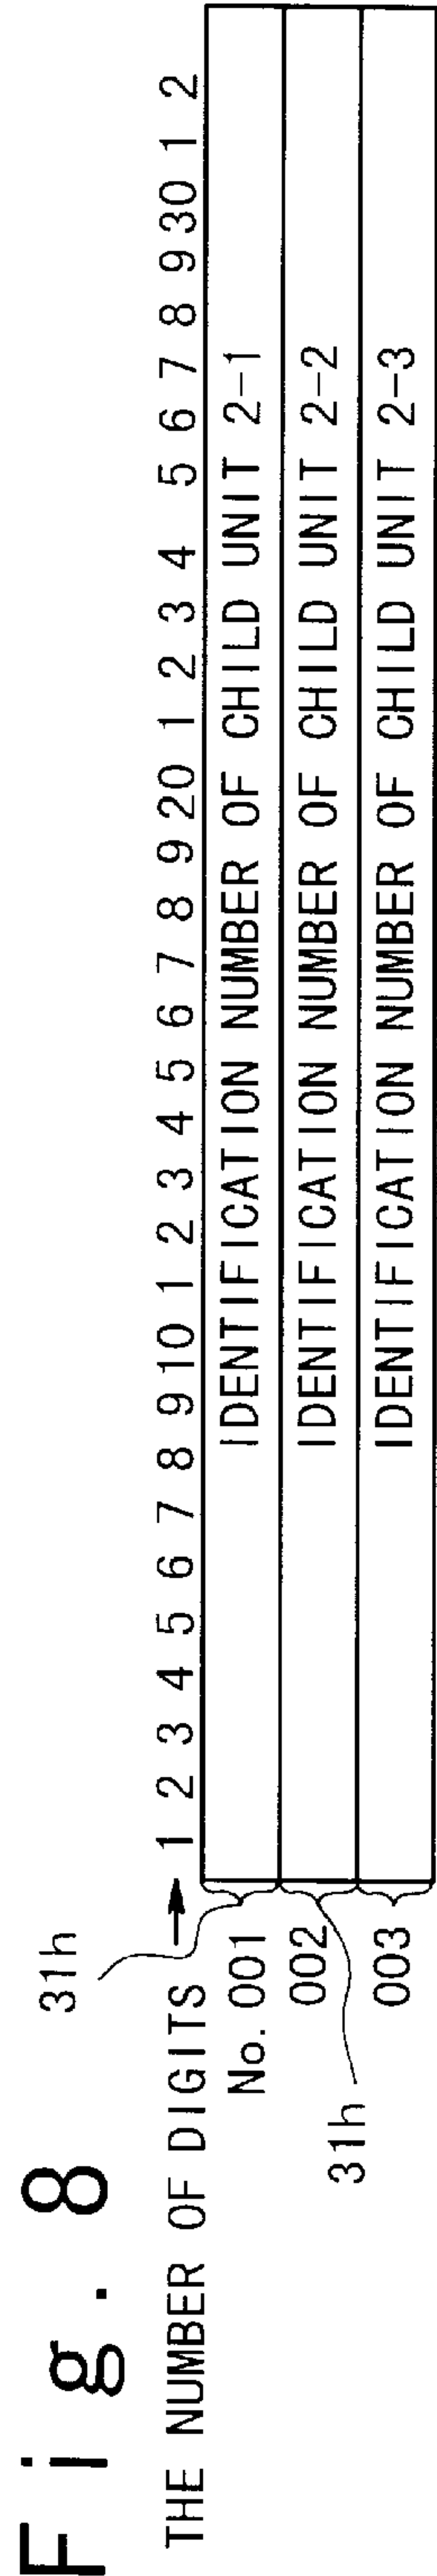 Fig. 8
31h
THE NUMBER OF DIGITS → 1 2 3 4 5 6 7 8 9 10 1 2 3 4 5 6 7 8 9 20 1 2 3 4 5 6 7 8 9 30 1 2
No. 001 IDENTIFICATION NUMBER OF CHILD UNIT 2-1
002 IDENTIFICATION NUMBER OF CHILD UNIT 2-2
31h
003 IDENTIFICATION NUMBER OF CHILD UNIT 2-3